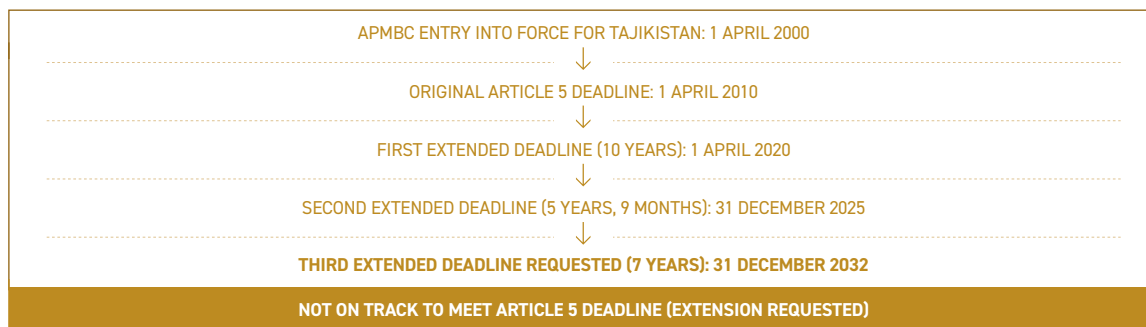 APMBC ENTRY INTO FORCE FOR TAJIKISTAN: 1 APRIL 2000
ORIGINAL ARTICLE 5 DEADLINE: 1 APRIL 2010
FIRST EXTENDED DEADLINE (10 YEARS): 1 APRIL 2020
SECOND EXTENDED DEADLINE (5 YEARS, 9 MONTHS): 31 DECEMBER 2025
THIRD EXTENDED DEADLINE REQUESTED (7 YEARS): 31 DECEMBER 2032
NOT ON TRACK TO MEET ARTICLE 5 DEADLINE (EXTENSION REQUESTED)